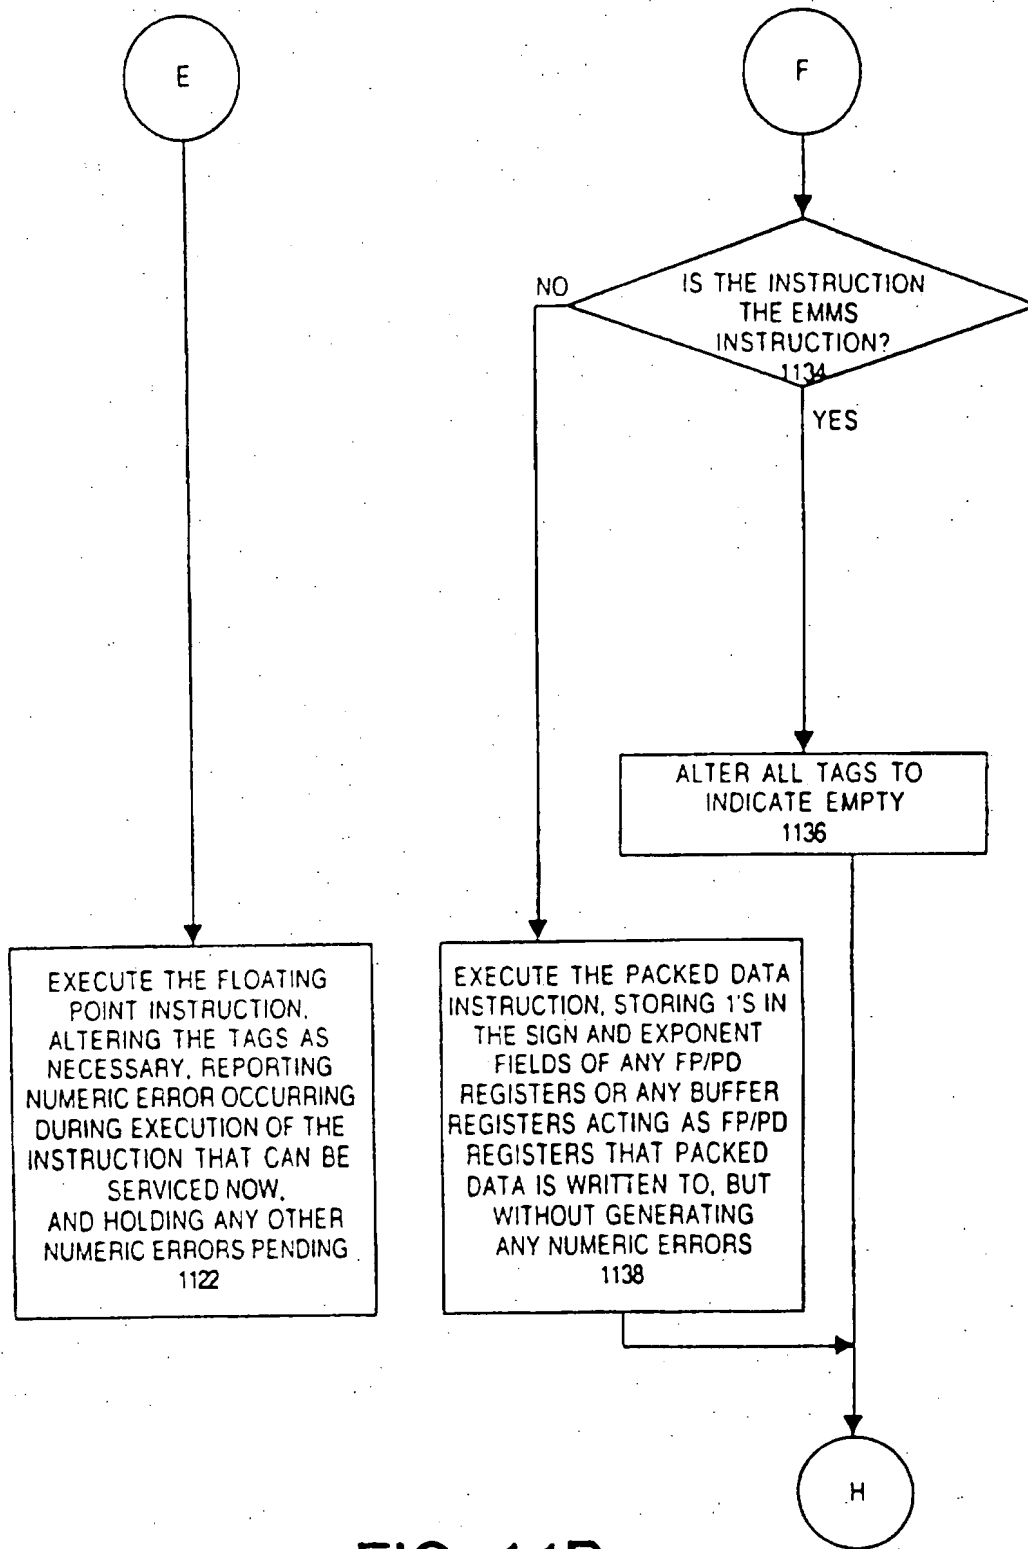 E
F
NO
IS THE INSTRUCTION
THE EMMS
INSTRUCTION?
1134
YES
ALTER ALL TAGS TO
INDICATE EMPTY
1136
EXECUTE THE FLOATING
POINT INSTRUCTION,
ALTERING THE TAGS AS
NECESSARY, REPORTING
NUMERIC ERROR OCCURRING
DURING EXECUTION OF THE
INSTRUCTION THAT CAN BE
SERVICED NOW,
AND HOLDING ANY OTHER
NUMERIC ERRORS PENDING
1122
EXECUTE THE PACKED DATA
INSTRUCTION, STORING 1'S IN
THE SIGN AND EXPONENT
FIELDS OF ANY FP/PD
REGISTERS OR ANY BUFFER
REGISTERS ACTING AS FP/PD
REGISTERS THAT PACKED
DATA IS WRITTEN TO, BUT
WITHOUT GENERATING
ANY NUMERIC ERRORS
1138
H